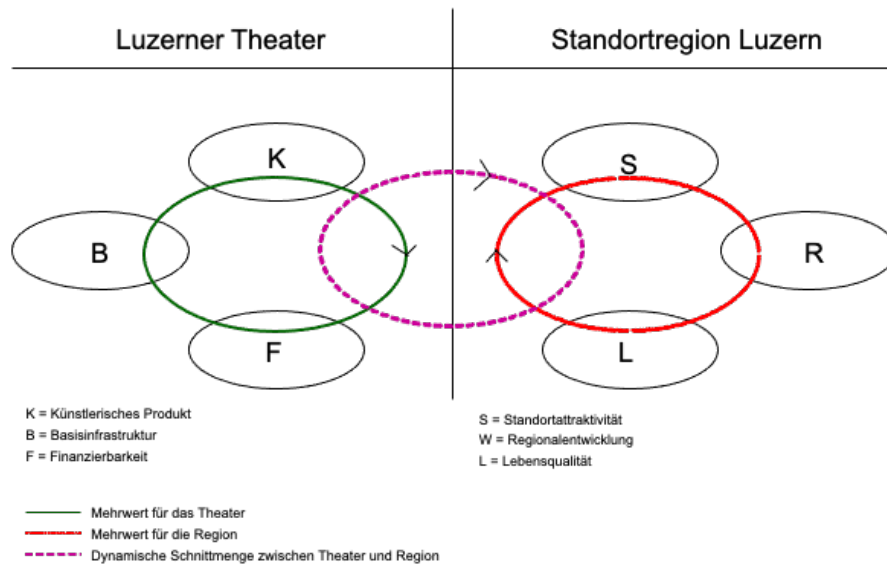 Luzerner Theater
Standortregion Luzern
K
S
B
R
F
L
K = Künstlerisches Produkt
B = Basisinfrastruktur
F = Finanzierbarkeit
S = Standortattraktivität
W = Regionalentwicklung
L = Lebensqualität
Mehrwert für das Theater
Mehrwert für die Region
Dynamische Schnittmenge zwischen Theater und Region